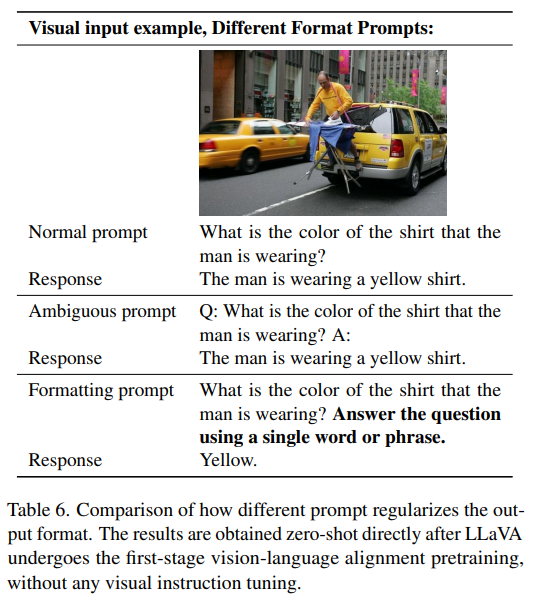 Visual input example, Different Format Prompts:
Normal prompt What is the color of the shirt that the
man is wearing?
Response The man is wearing a yellow shirt.
Ambiguous prompt Q: What is the color of the shirt that the
man is wearing? A:
Response The man is wearing a yellow shirt.
Formatting prompt What is the color of the shirt that the
man is wearing? Answer the question
using a single word or phrase.
Response Yellow.
Table 6. Comparison of how different prompt regularizes the out-
put format. The results are obtained zero-shot directly after LLaVA
undergoes the first-stage vision-language alignment pretraining,
without any visual instruction tuning.